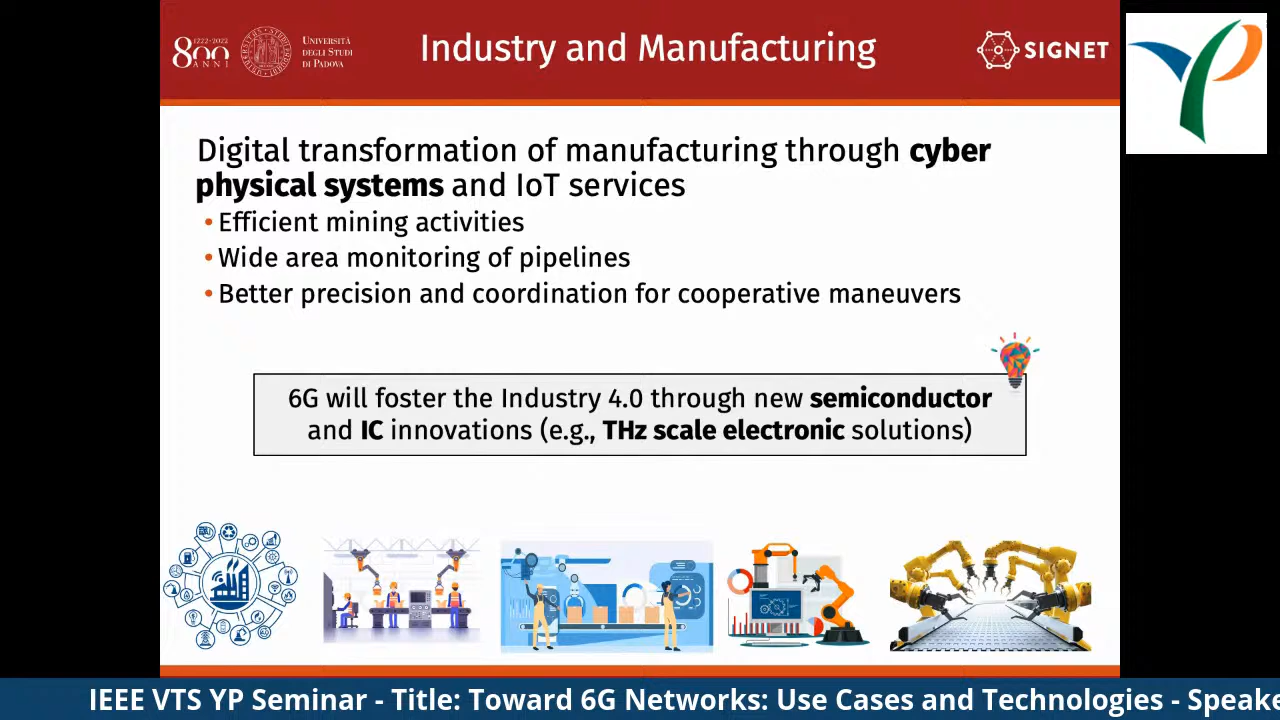 1222-2022
800
ANNI
UNIVERSITÀ
DEGLI STUDI
DI PADOVA
Industry and Manufacturing
SIGNET
Digital transformation of manufacturing through cyber
physical systems and IoT services
•Efficient mining activities
•Wide area monitoring of pipelines
•Better precision and coordination for cooperative maneuvers
6G will foster the Industry 4.0 through new semiconductor
and IC innovations (e.g., THz scale electronic solutions)
IEEE VTS YP Seminar - Title: Toward 6G Networks: Use Cases and Technologies - Speake